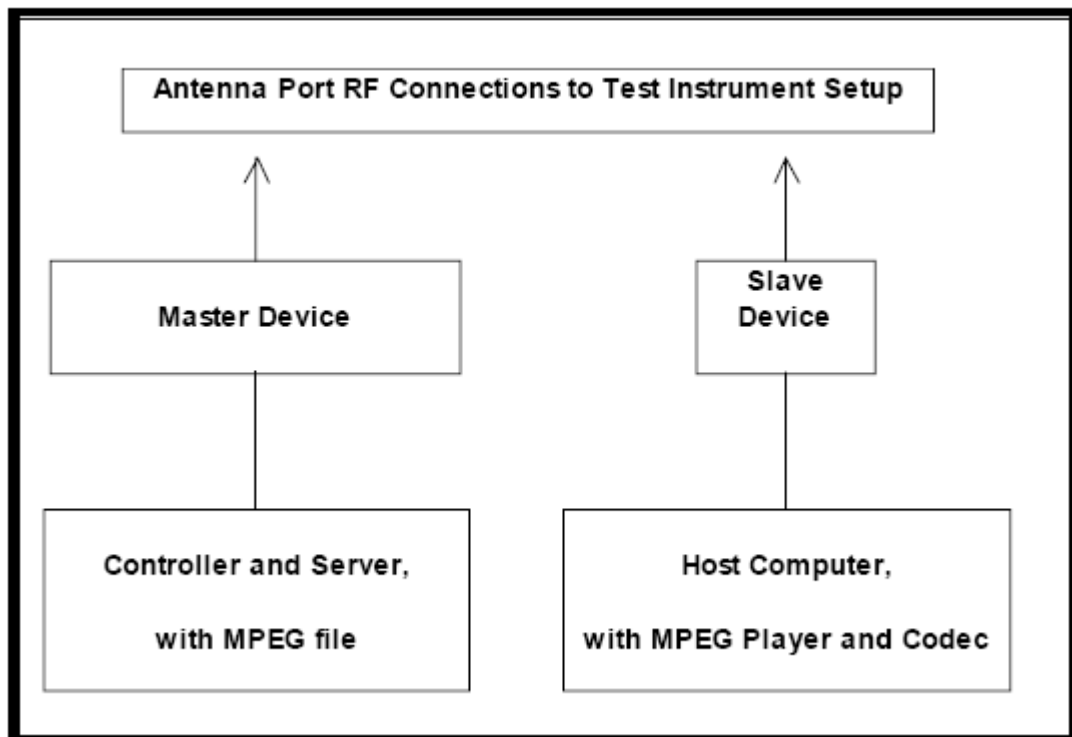 Antenna Port RF Connections to Test Instrument Setup
Master Device
Slave
Device
Controller and Server,
with MPEG file
Host Computer,
with MPEG Player and Codec